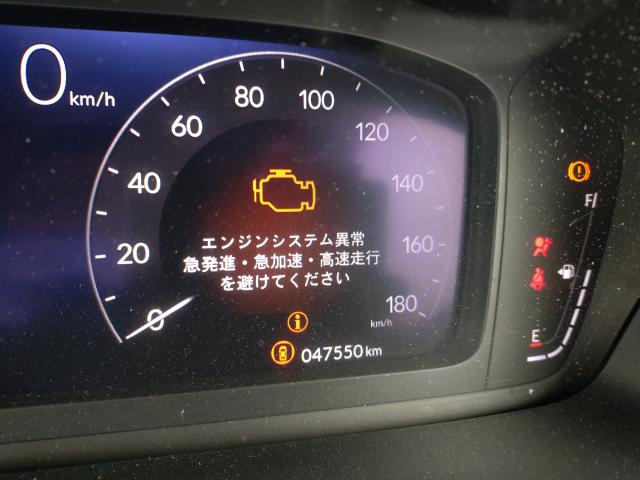 0 km/h
80
100
60
120
40
140
20
160
0
180
エンジンシステム異常
急発進・急加速・高速走行
を避けてください
km/h
i
047550 km
!
F
E